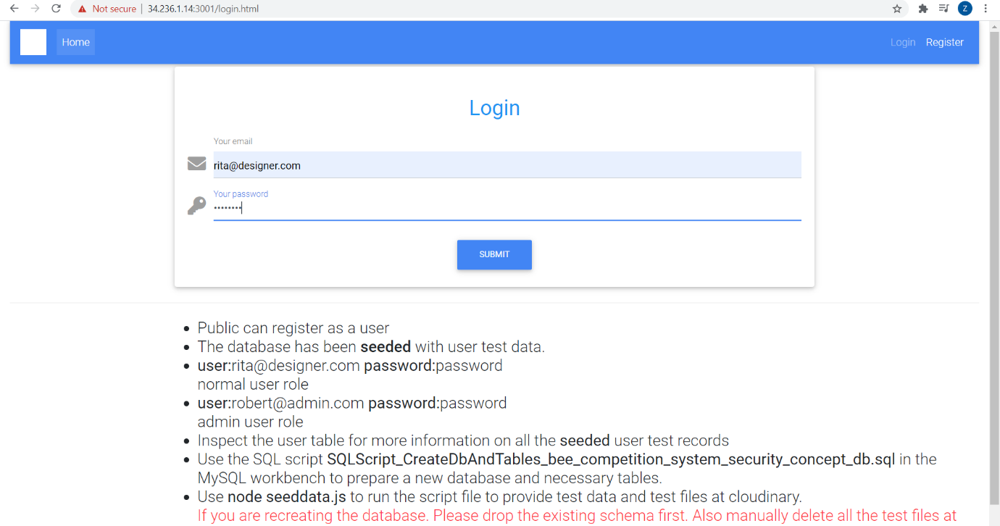 Not secure | 34.236.1.14:3001/login.html
Z
Home
Login
Register
Login
Your email
rita@designer.com
Your password
••••••••
SUBMIT
• Public can register as a user
• The database has been seeded with user test data.
• user:rita@designer.com password:password
normal user role
• user:robert@admin.com password:password
admin user role
• Inspect the user table for more information on all the seeded user test records
• Use the SQL script SQLScript_CreateDbAndTables_bee_competition_system_security_concept_db.sql in the
MySQL workbench to prepare a new database and necessary tables.
• Use node seeddata.js to run the script file to provide test data and test files at cloudinary.
If you are recreating the database. Please drop the existing schema first. Also manually delete all the test files at